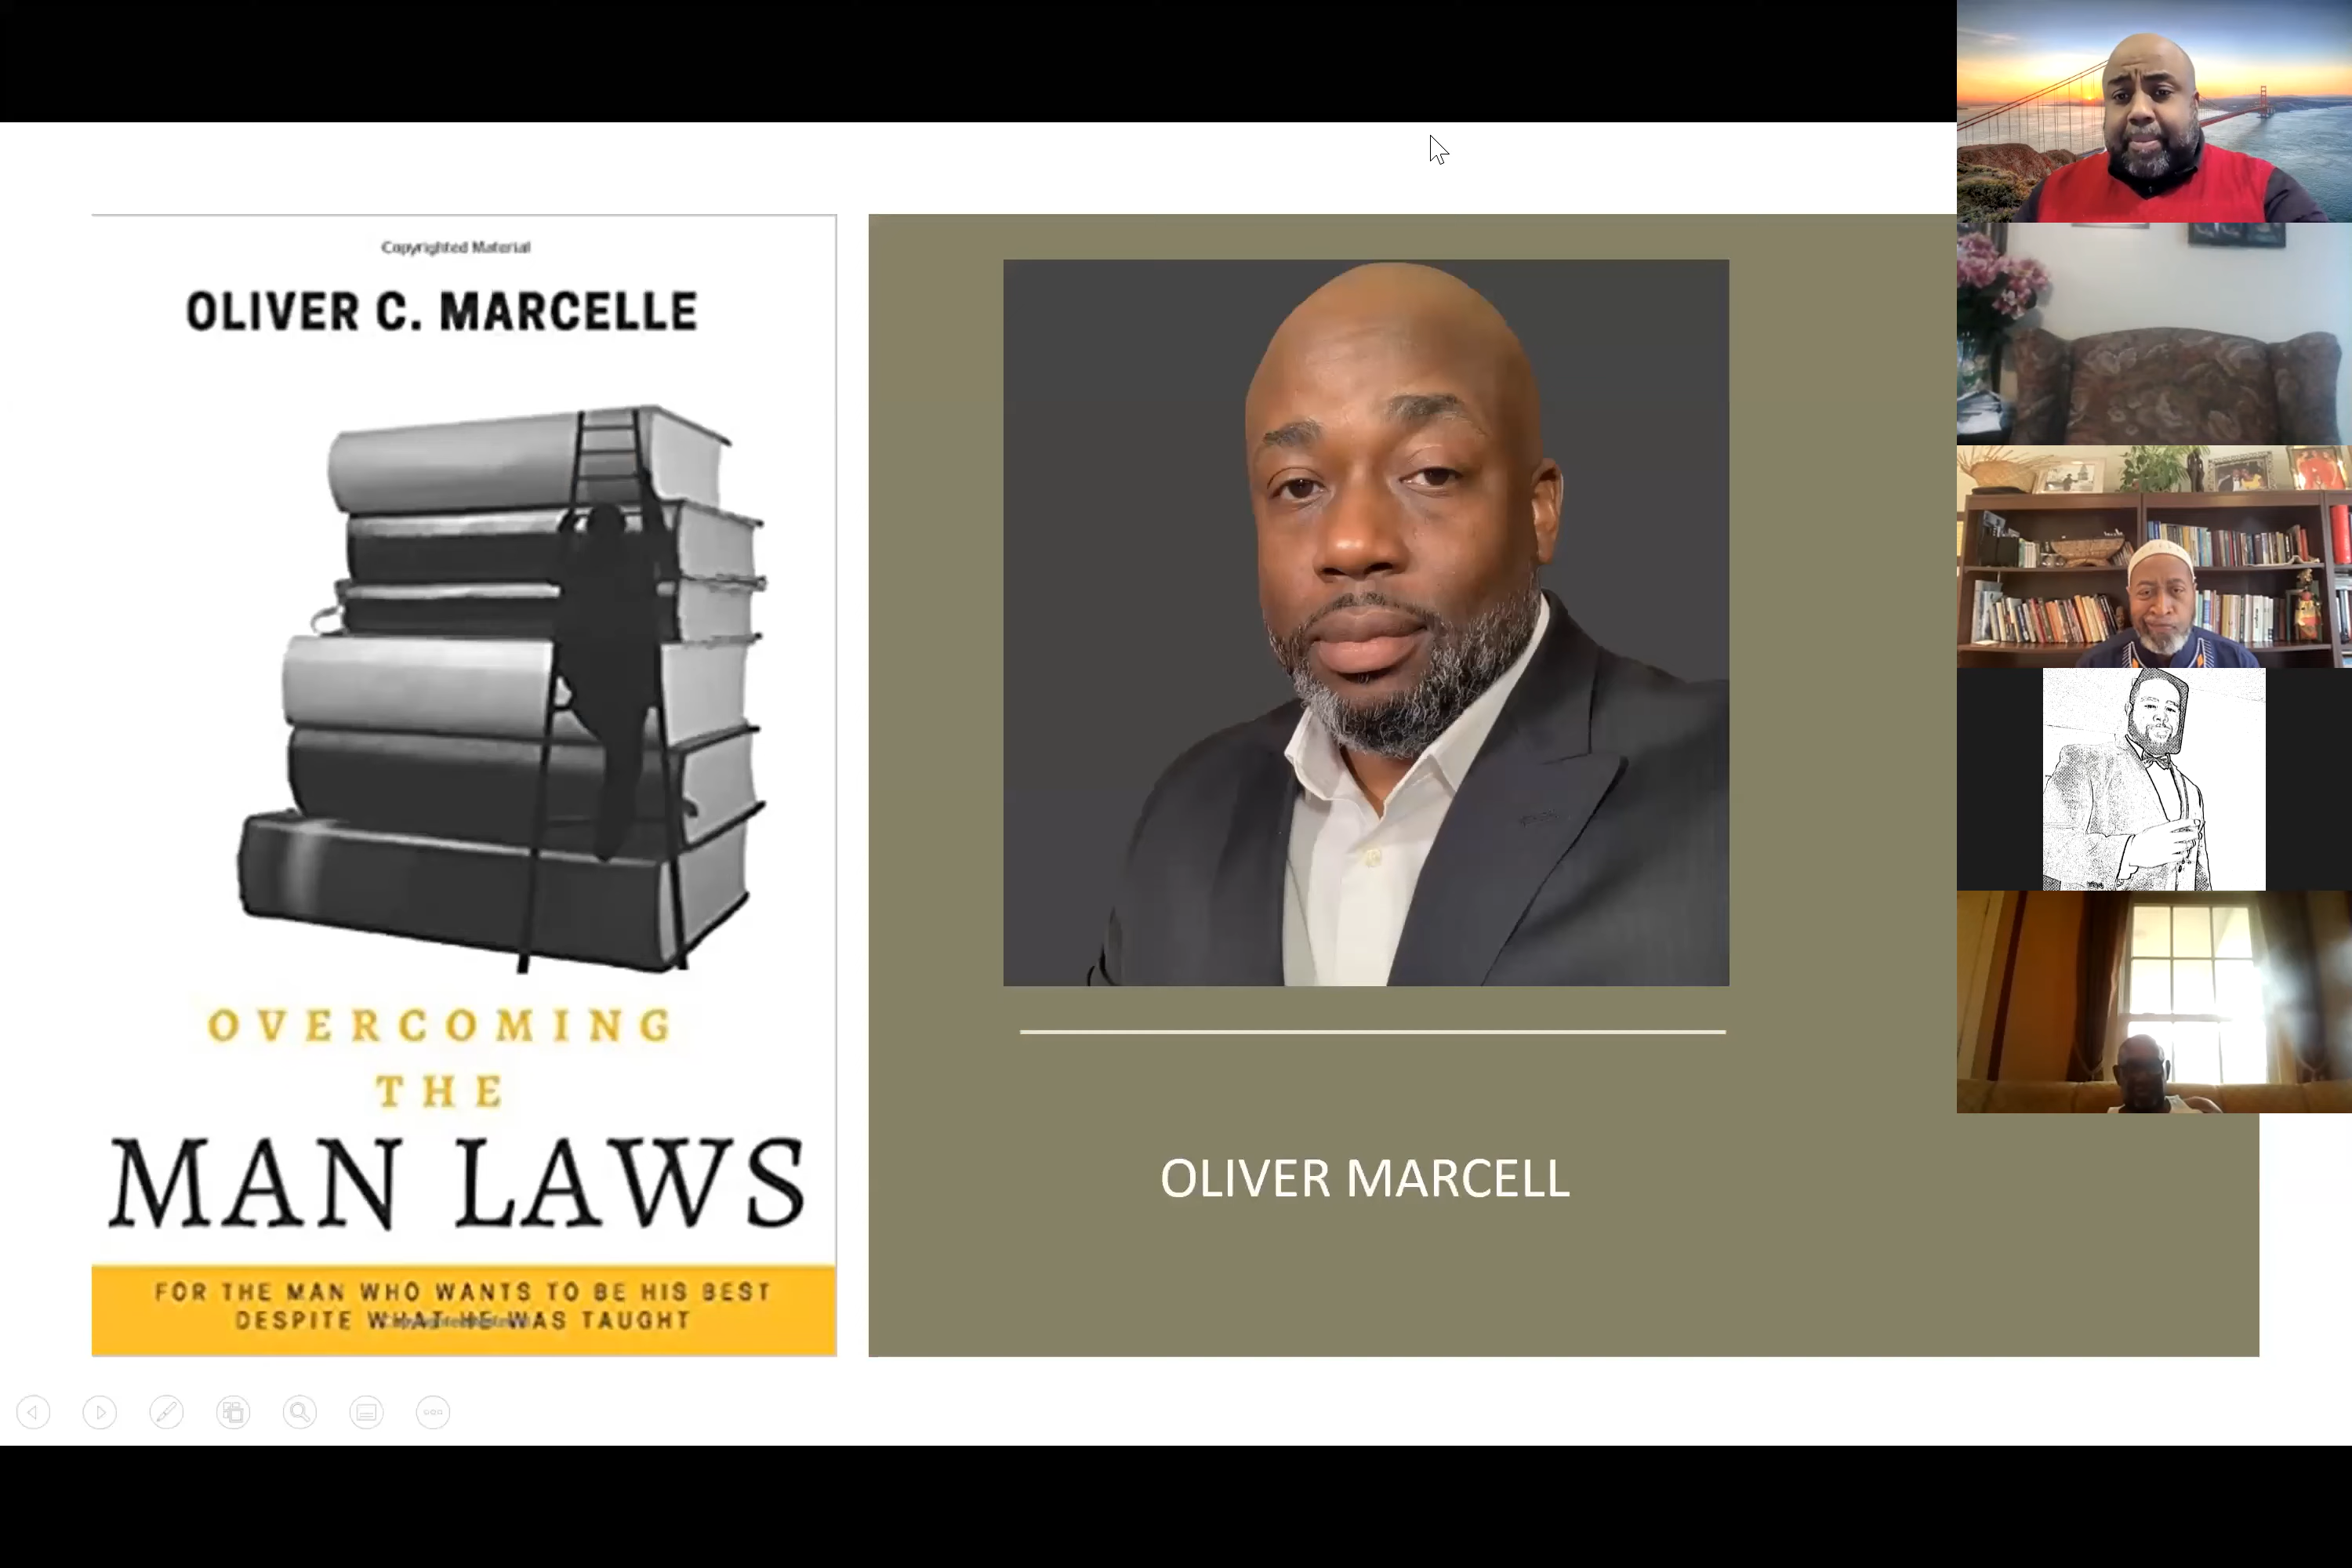 Copyrighted Material
OLIVER C. MARCELLE
OVERCOMING
THE
MAN LAWS
FOR THE MAN WHO WANTS TO BE HIS BEST
DESPITE WHAT HE WAS TAUGHT
OLIVER MARCELL